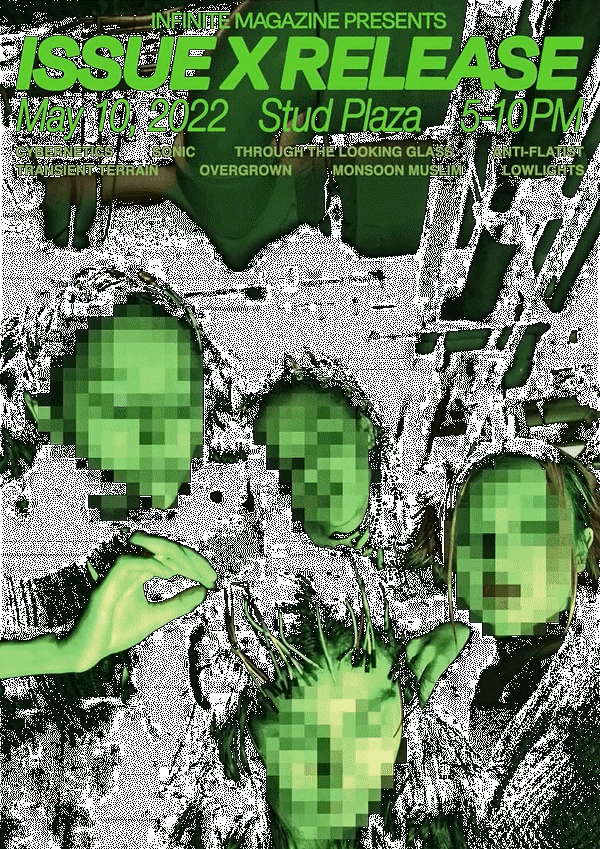 INFINITE MAGAZINE PRESENTS
ISSUE X RELEASE
May 10, 2022 Stud Plaza 5-10PM
CYBERNETICS SONIC THROUGH THE LOOKING GLASS ANTI-FLATIST
TRANSIENT TERRAIN OVERGROWN MONSOON MUSLIM LOWLIGHTS